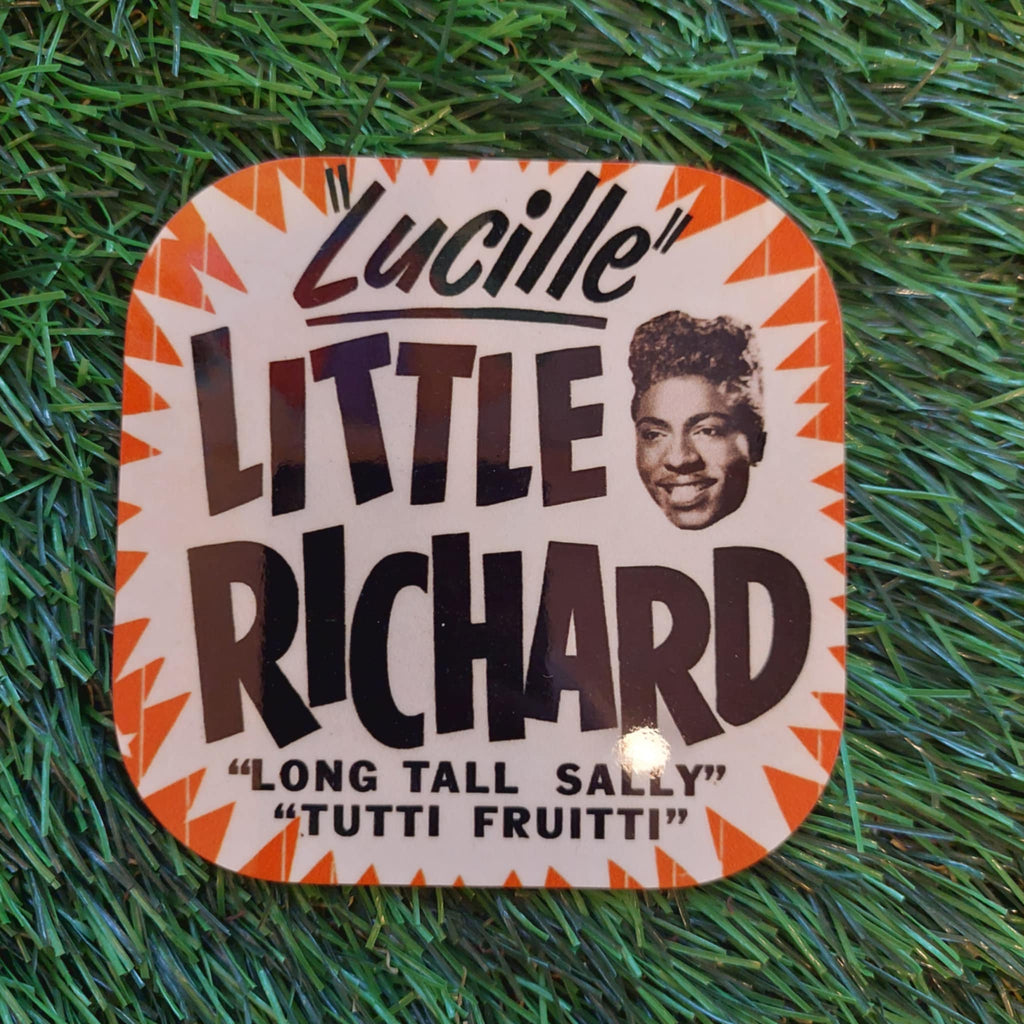 "Lucille"
LITTLE
RICHARD
"LONG TALL SALLY"
"TUTTI FRUITTI"